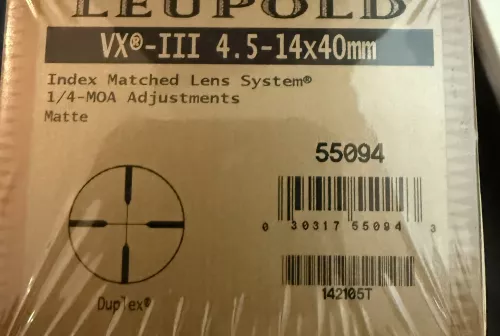 LEUPOLD
VX®-III 4.5-14x40mm
Index Matched Lens System®
1/4-MOA Adjustments
Matte
55094
0 30317 55094 3
142105T
Duplex®